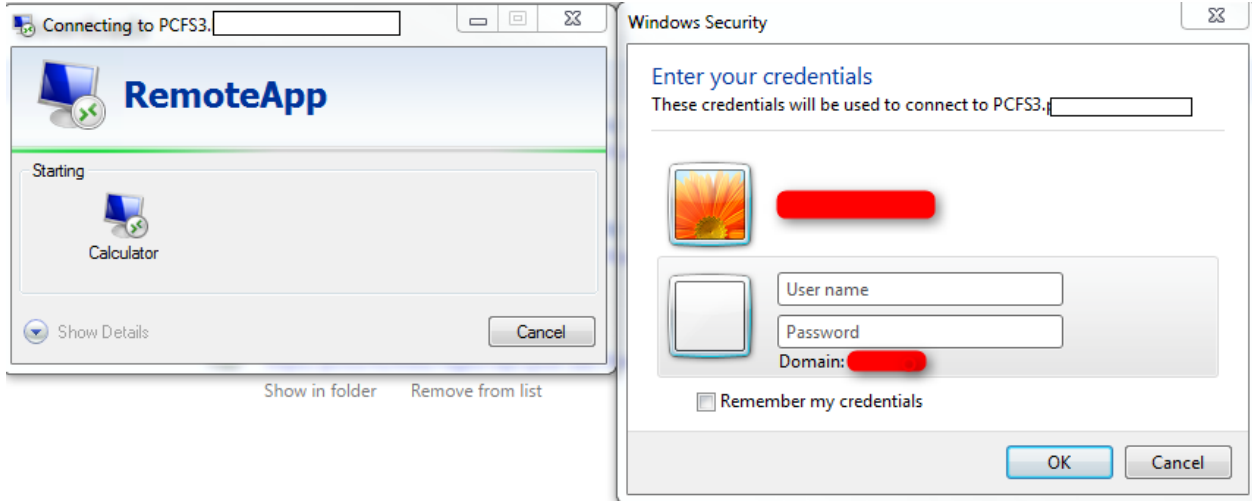 Connecting to PCFS3.
RemoteApp
Starting
Calculator
Show Details
Cancel
Show in folder Remove from list
Windows Security
Enter your credentials
These credentials will be used to connect to PCFS3.
User name
Password
Domain:
Remember my credentials
OK Cancel